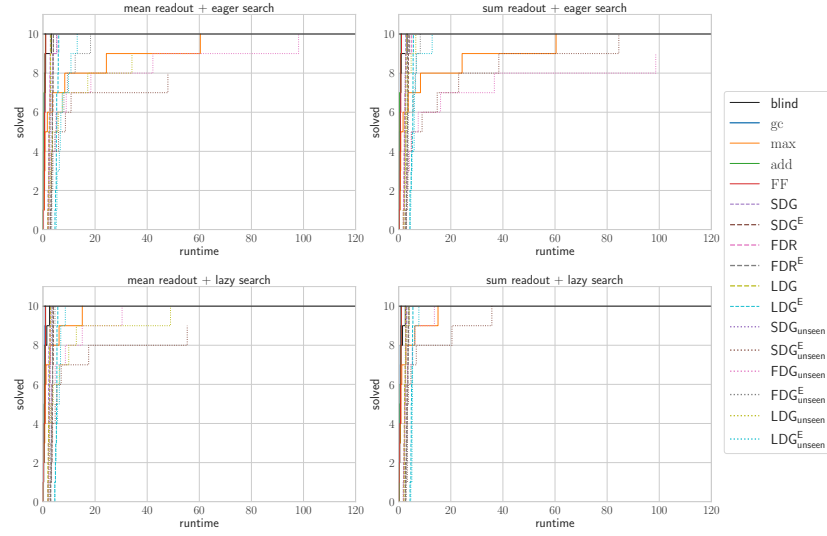 mean readout + eager search
10
8
6
4
2
0
solved
0 20 40 60 80 100 120
runtime
sum readout + eager search
10
8
6
4
2
0
solved
0 20 40 60 80 100 120
runtime
mean readout + lazy search
10
8
6
4
2
0
solved
0 20 40 60 80 100 120
runtime
sum readout + lazy search
10
8
6
4
2
0
solved
0 20 40 60 80 100 120
runtime
blind
gc
max
add
FF
SDG
SDG^E
FDR
FDR^E
LDG
LDG^E
SDG_unseen
SDG^E_unseen
FDG_unseen
FDG^E_unseen
LDG_unseen
LDG^E_unseen